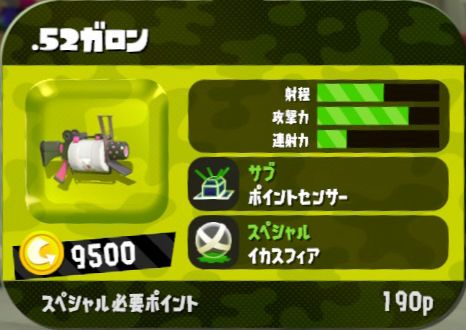 .52ガロン
射程
攻撃力
連射力
サブ
ポイントセンサー
スペシャル
イカスフィア
9500
スペシャル必要ポイント 190p